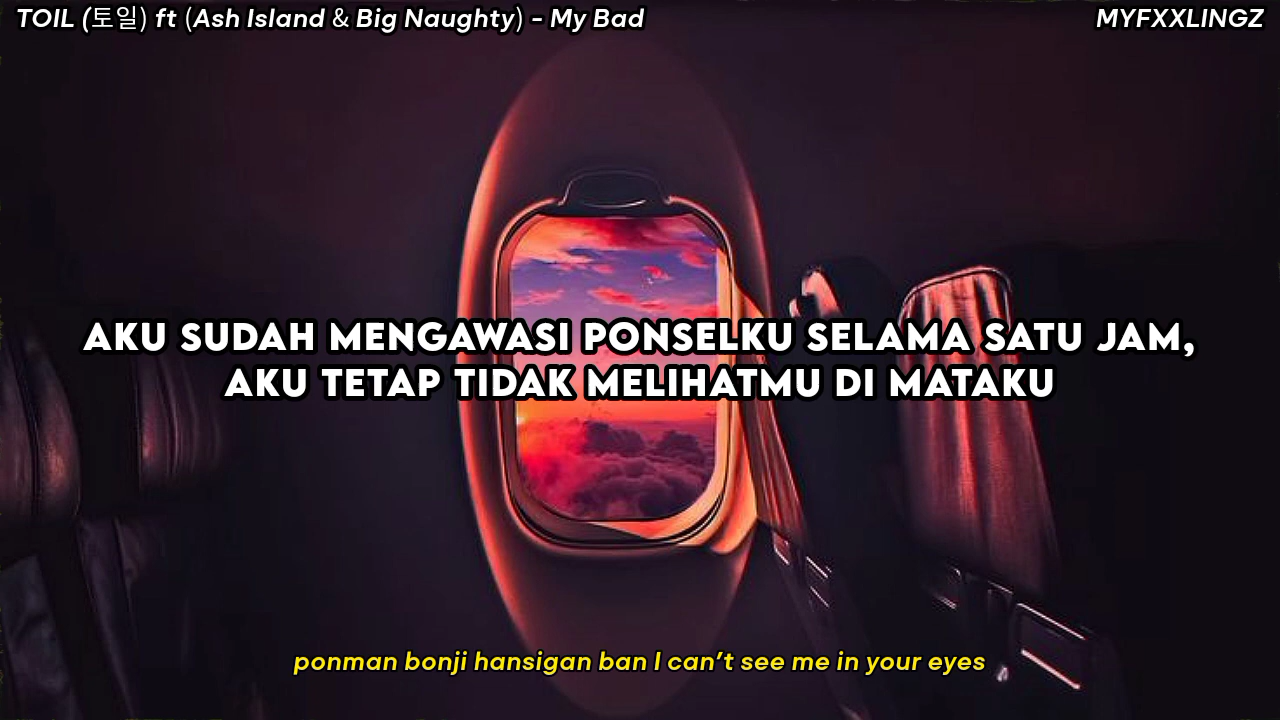 TOIL (토일) ft (Ash Island & Big Naughty) - My Bad
MYFXXLINGZ
AKU SUDAH MENGAWASI PONSELKU SELAMA SATU JAM,
AKU TETAP TIDAK MELIHATMU DI MATAKU
ponman bonji hansigan ban I can't see me in your eyes